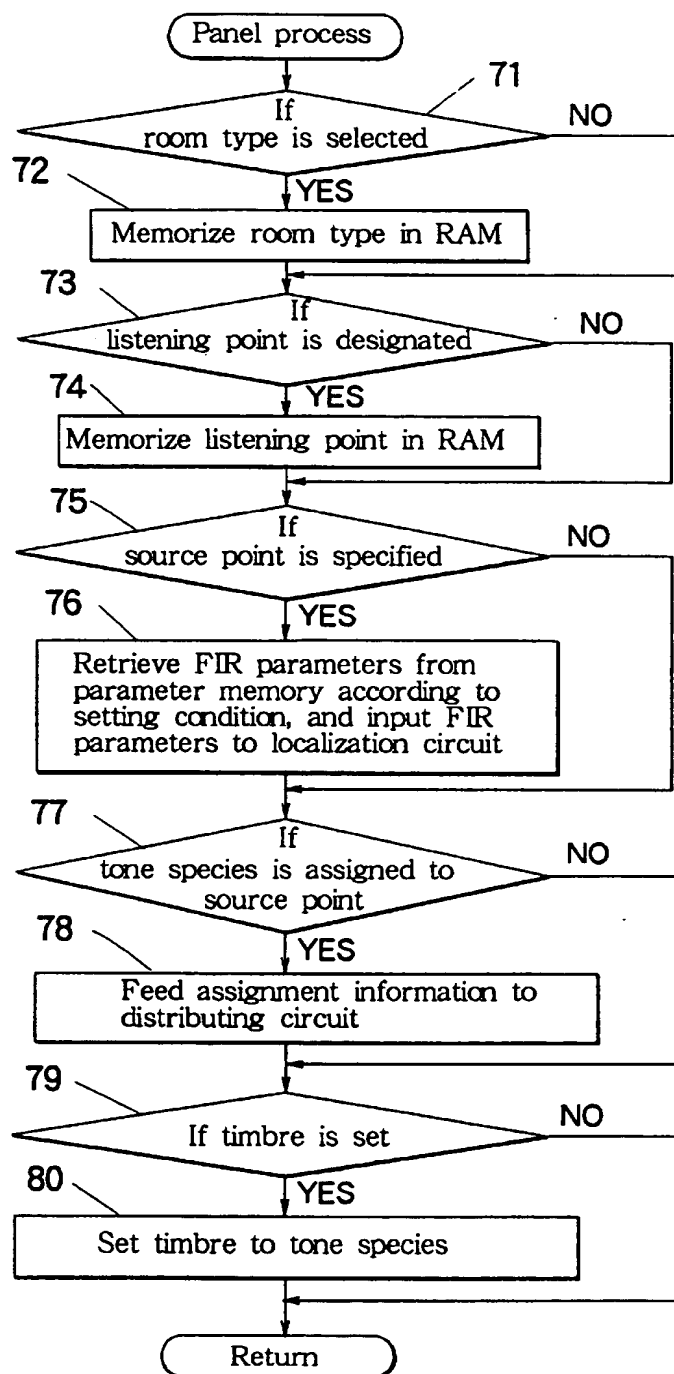 Panel process
71
If
room type is selected
NO
YES
72
Memorize room type in RAM
73
If
listening point is designated
NO
YES
74
Memorize listening point in RAM
75
If
source point is specified
NO
YES
76
Retrieve FIR parameters from
parameter memory according to
setting condition, and input FIR
parameters to localization circuit
77
If
tone species is assigned to
source point
NO
YES
78
Feed assignment information to
distributing circuit
79
If timbre is set
NO
YES
80
Set timbre to tone species
Return